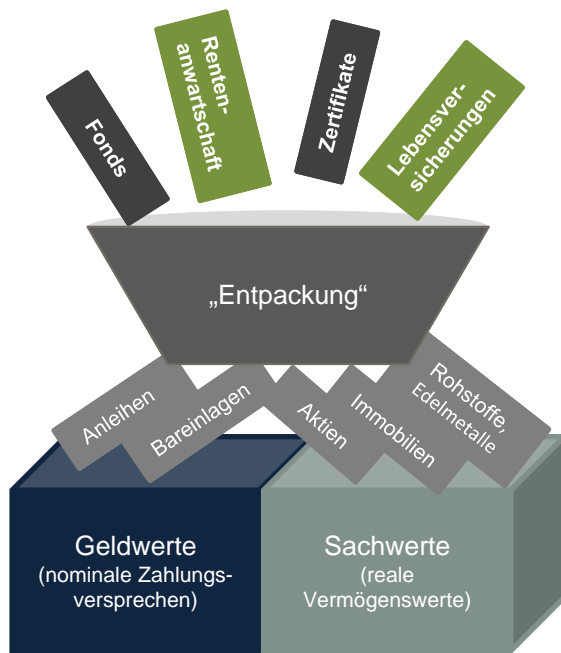 Fonds
Renten-
anwartschaft
Zertifikate
Lebensver-
sicherungen
„Entpackung“
Anleihen
Bareinlagen
Aktien
Immobilien
Rohstoffe,
Edelmetalle
Geldwerte
(nominale Zahlungs-
versprechen)
Sachwerte
(reale
Vermögenswerte)